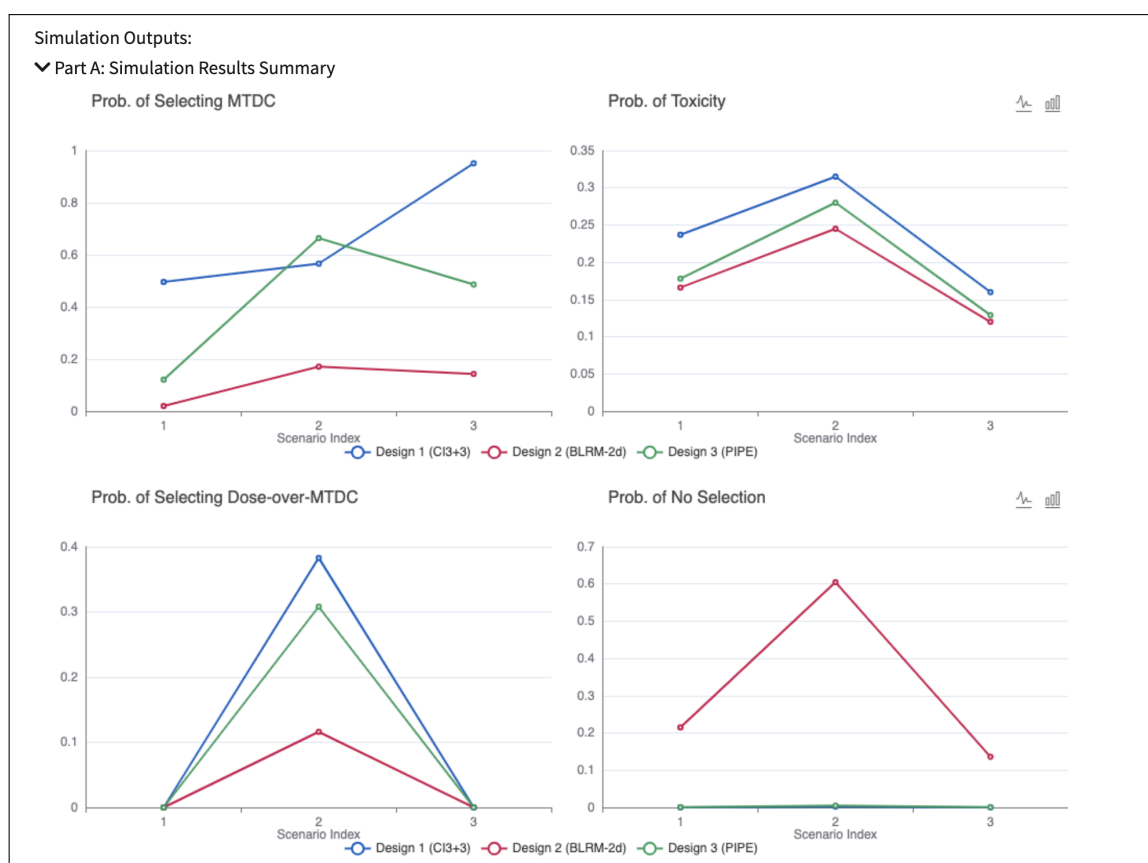 Simulation Outputs:
Part A: Simulation Results Summary
Prob. of Selecting MTDC
1
0.8
0.6
0.4
0.2
0
1 2 3
Scenario Index
Prob. of Toxicity
0.35
0.3
0.25
0.2
0.15
0.1
0.05
0
1 2 3
Scenario Index
Design 1 (CI3+3) Design 2 (BLRM-2d) Design 3 (PIPE)
Prob. of Selecting Dose-over-MTDC
0.4
0.3
0.2
0.1
0
1 2 3
Scenario Index
Prob. of No Selection
0.7
0.6
0.5
0.4
0.3
0.2
0.1
0
1 2 3
Scenario Index
Design 1 (CI3+3) Design 2 (BLRM-2d) Design 3 (PIPE)